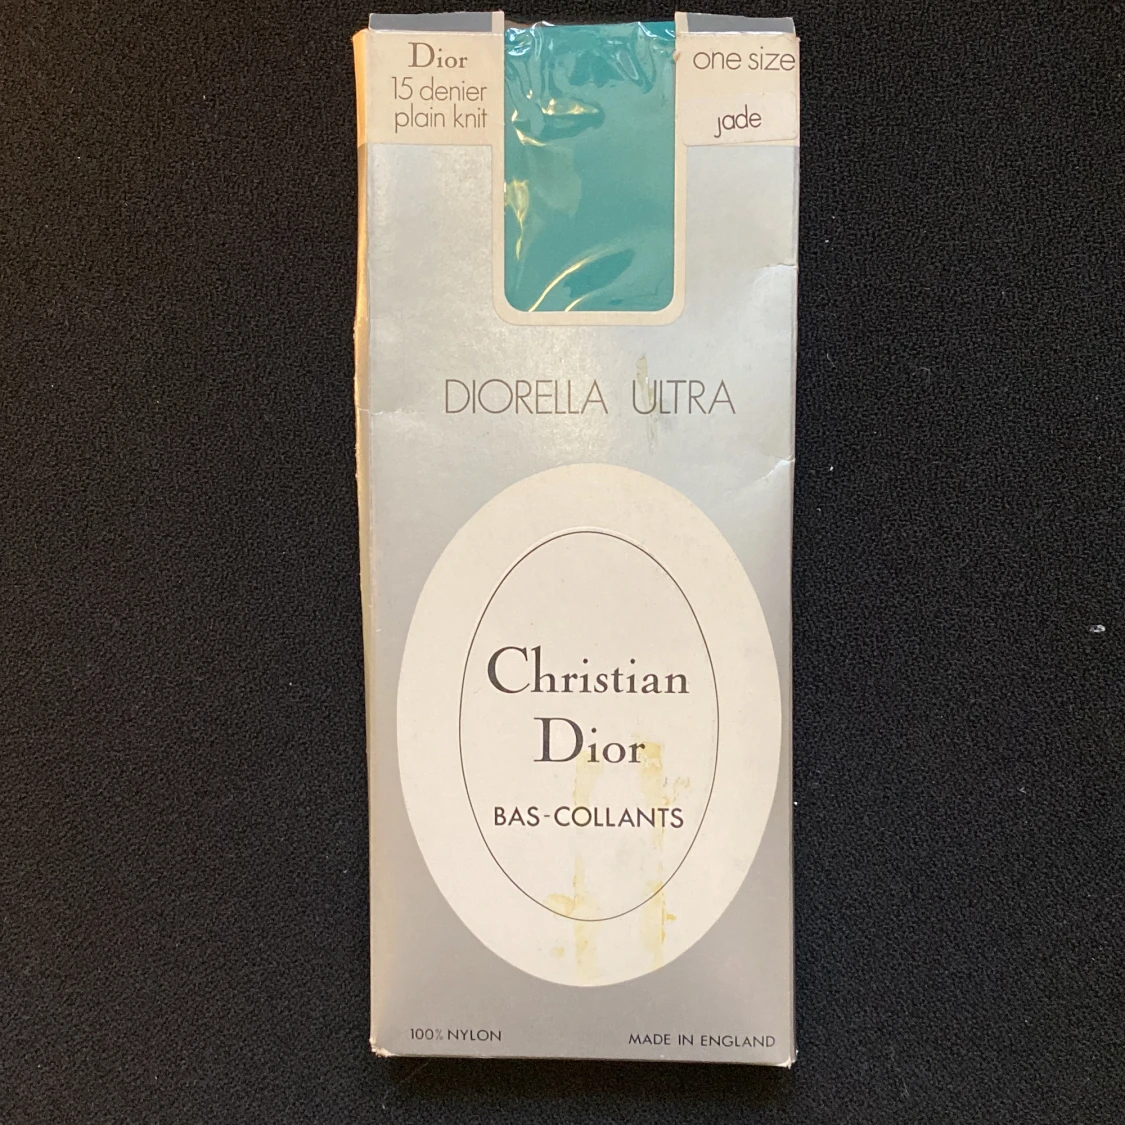 Dior
15 denier
plain knit
one size
jade
DIORELLA ULTRA
Christian
Dior
BAS-COLLANTS
100% NYLON
MADE IN ENGLAND